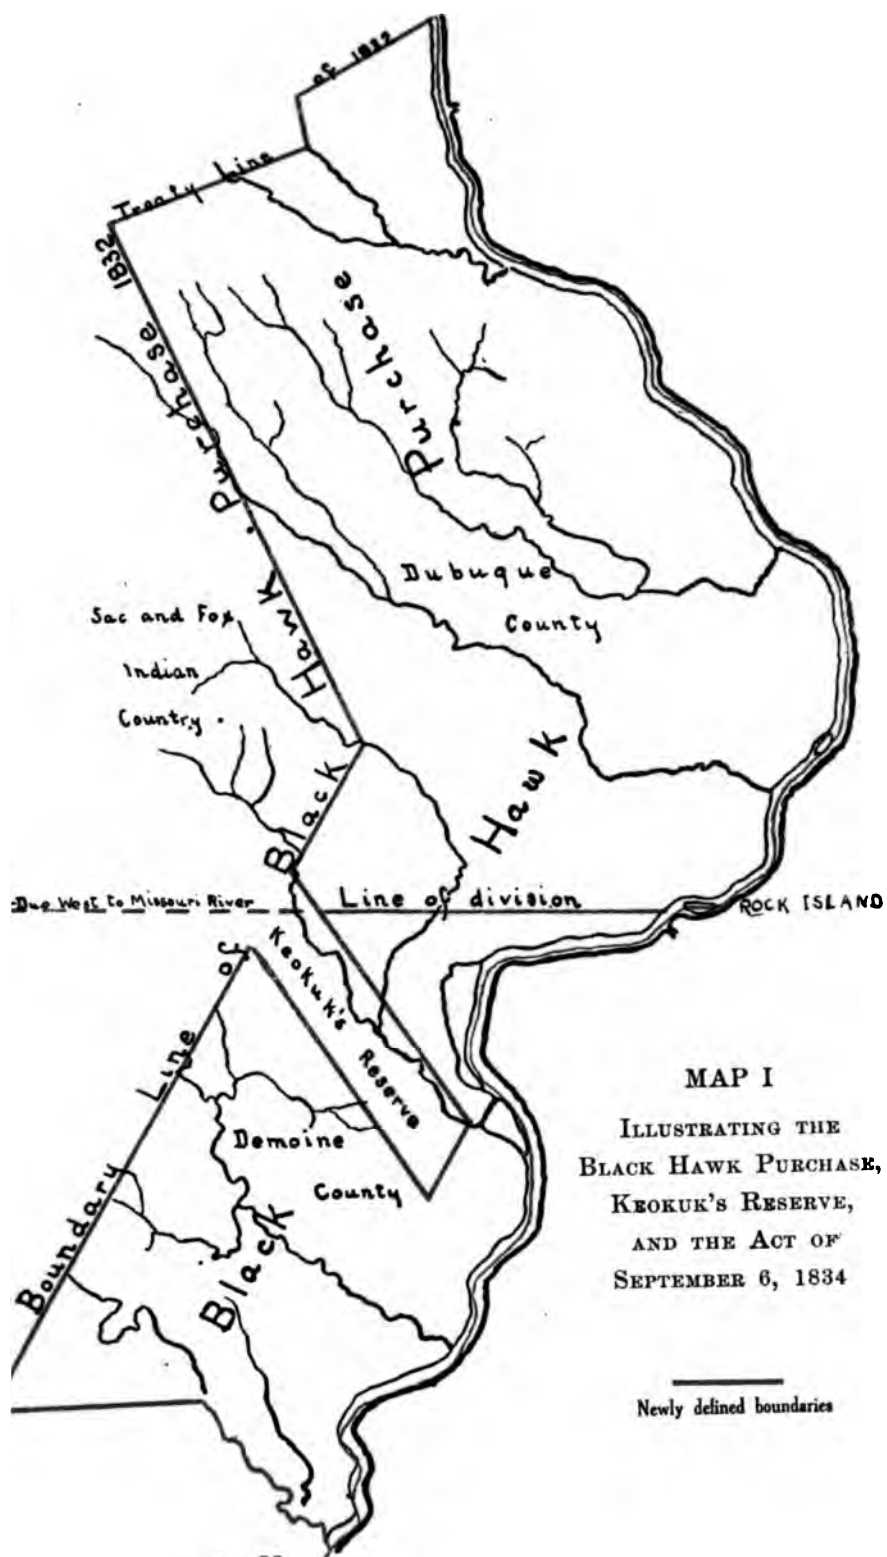 of 1832
Treaty Line
1832
Purchase
Purchase
Dubuque
County
Sac and Fox
Indian
Country
Hawk
Hawk
Black
Due West to Missouri River
Line of division
ROCK ISLAND
of
Keokuk's
Reserve
Line
Demoine
County
Boundary
Black
MAP I
ILLUSTRATING THE
BLACK HAWK PURCHASE,
KEOKUK'S RESERVE,
AND THE ACT OF
SEPTEMBER 6, 1834
Newly defined boundaries